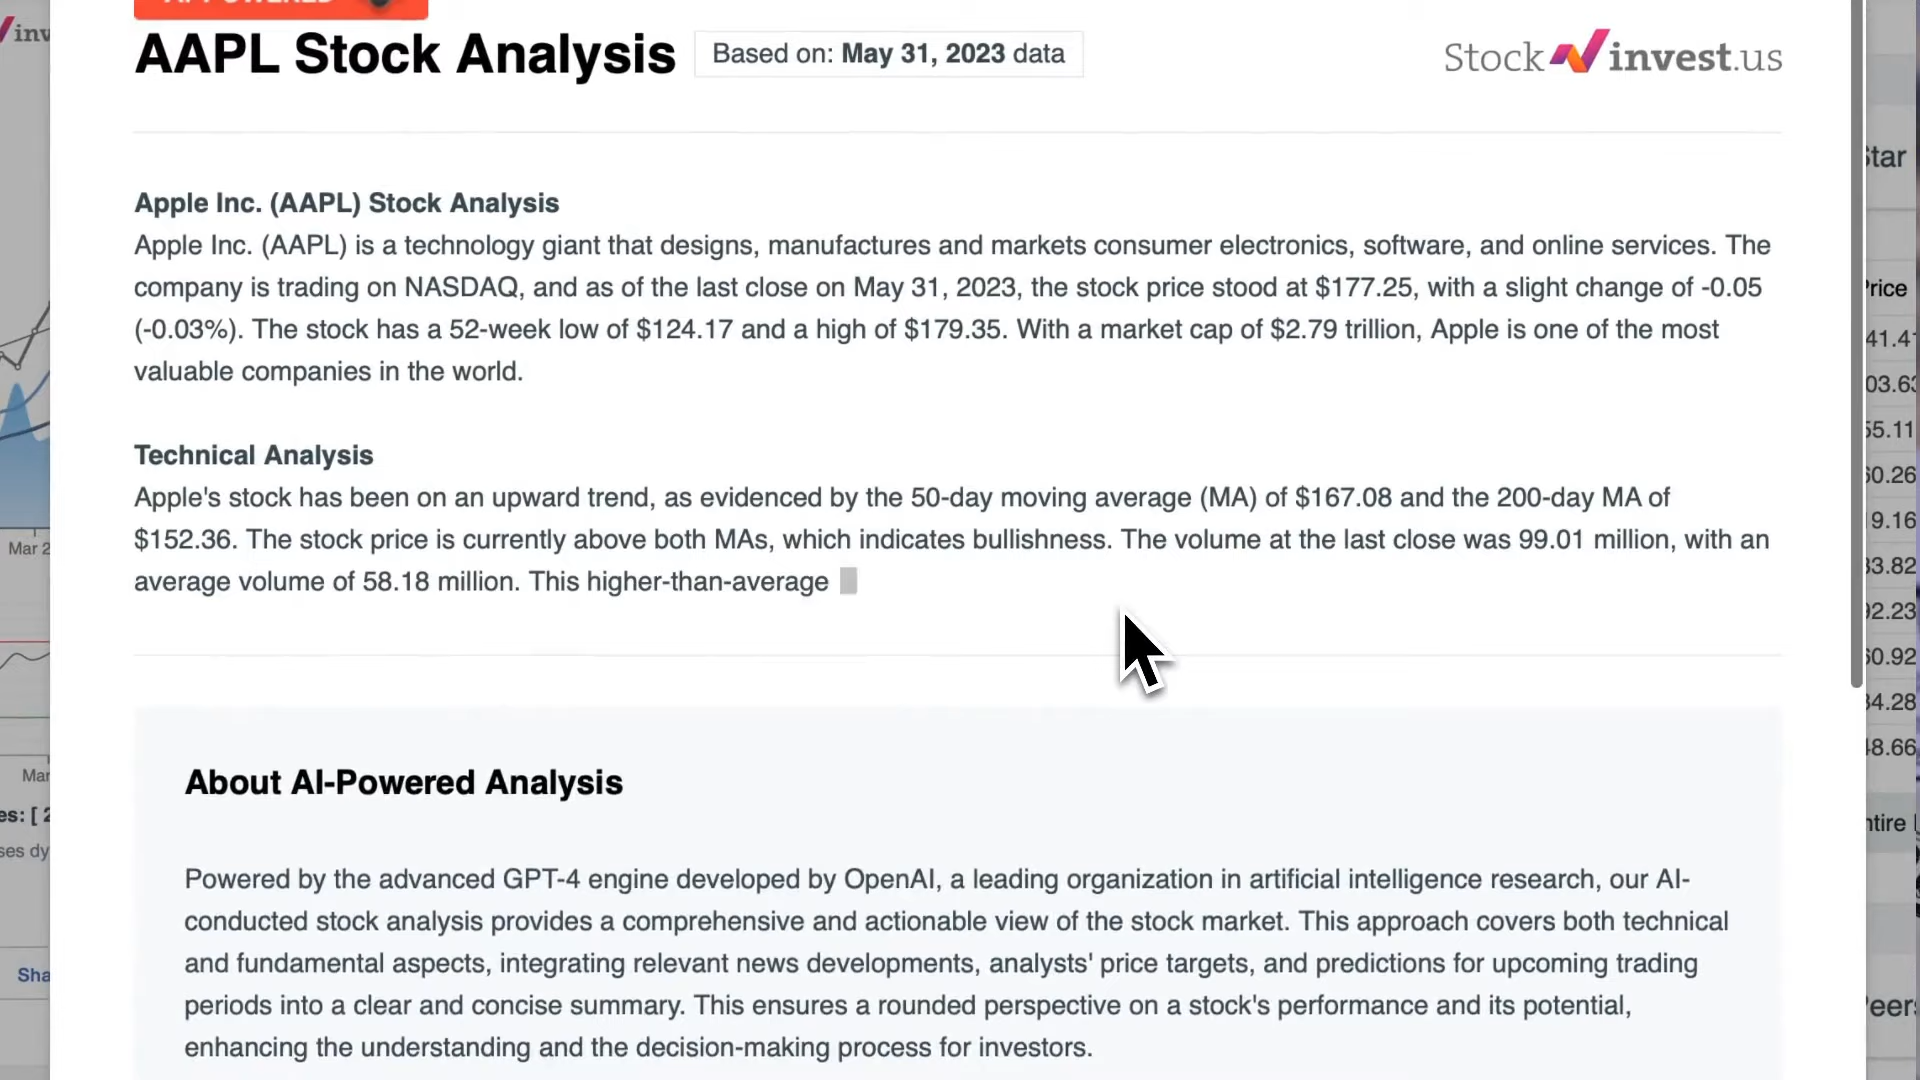 AAPL Stock Analysis
Based on: May 31, 2023 data
Stock invest.us
Apple Inc. (AAPL) Stock Analysis
Apple Inc. (AAPL) is a technology giant that designs, manufactures and markets consumer electronics, software, and online services. The
company is trading on NASDAQ, and as of the last close on May 31, 2023, the stock price stood at $177.25, with a slight change of -0.05
(-0.03%). The stock has a 52-week low of $124.17 and a high of $179.35. With a market cap of $2.79 trillion, Apple is one of the most
valuable companies in the world.
Technical Analysis
Apple's stock has been on an upward trend, as evidenced by the 50-day moving average (MA) of $167.08 and the 200-day MA of
$152.36. The stock price is currently above both MAs, which indicates bullishness. The volume at the last close was 99.01 million, with an
average volume of 58.18 million. This higher-than-average
About AI-Powered Analysis
Powered by the advanced GPT-4 engine developed by OpenAI, a leading organization in artificial intelligence research, our AI-
conducted stock analysis provides a comprehensive and actionable view of the stock market. This approach covers both technical
and fundamental aspects, integrating relevant news developments, analysts' price targets, and predictions for upcoming trading
periods into a clear and concise summary. This ensures a rounded perspective on a stock's performance and its potential,
enhancing the understanding and the decision-making process for investors.